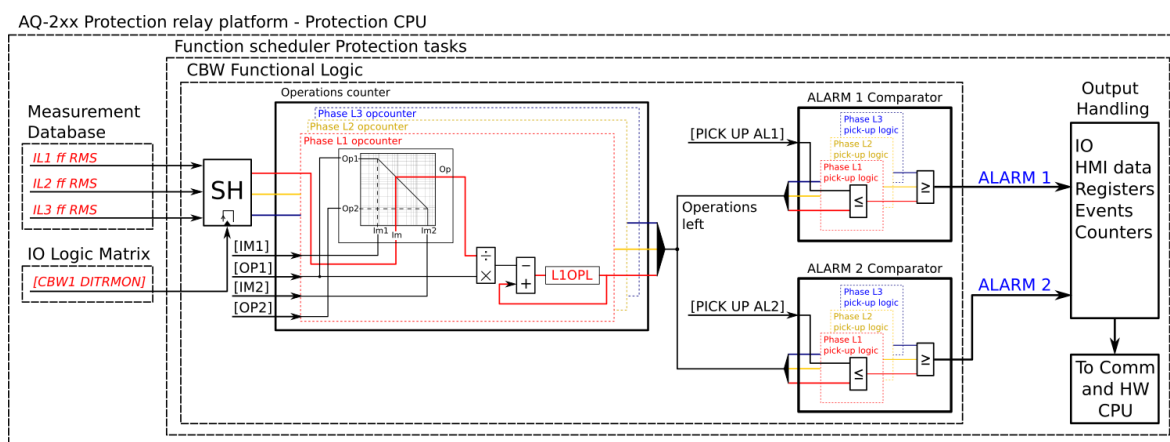 AQ-2xx Protection relay platform - Protection CPU
Function scheduler Protection tasks
CBW Functional Logic
Measurement
Database
IL1 ff RMS
IL2 ff RMS
IL3 ff RMS
IO Logic Matrix
[CBW1 DITRMON]
SH
[IM1]
[OP1]
[IM2]
[OP2]
Operations counter
Phase L3 opcounter
Phase L2 opcounter
Phase L1 opcounter
Op1
Op
Op2
Im1
Im2
Im
÷
×
−
+
L1OPL
Operations
left
[PICK UP AL1]
ALARM 1 Comparator
Phase L3
pick-up logic
Phase L2
pick-up logic
Phase L1
pick-up logic
≤
≥
ALARM 1
[PICK UP AL2]
ALARM 2 Comparator
Phase L3
pick-up logic
Phase L2
pick-up logic
Phase L1
pick-up logic
≤
≥
ALARM 2
Output
Handling
IO
HMI data
Registers
Events
Counters
To Comm
and HW
CPU